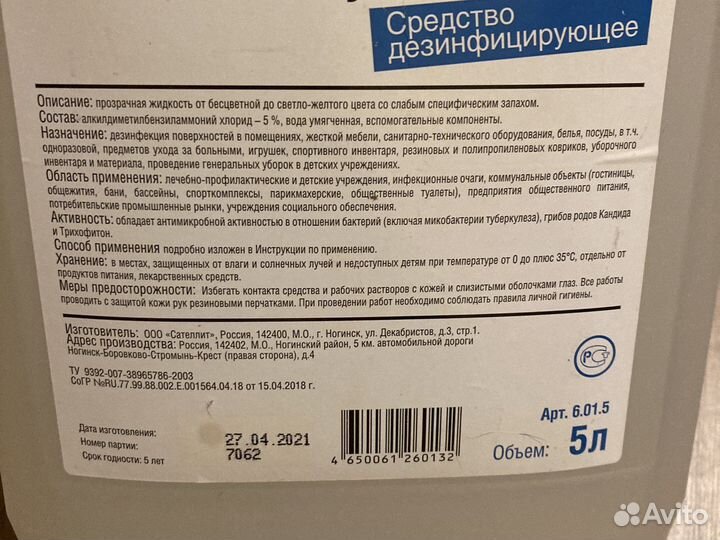 Средство
дезинфицирующее
Описание: прозрачная жидкость от бесцветной до светло-желтого цвета со слабым специфическим запахом.
Состав: алкилдиметилбензиламмоний хлорид – 5 %, вода умягченная, вспомогательные компоненты.
Назначение: дезинфекция поверхностей в помещениях, жесткой мебели, санитарно-технического оборудования, белья, посуды, в т.ч.
одноразовой, предметов ухода за больными, игрушек, спортивного инвентаря, резиновых и полипропиленовых ковриков, уборочного
инвентаря и материала, проведение генеральных уборок в детских учреждениях.
Область применения: лечебно-профилактические и детские учреждения, инфекционные очаги, коммунальные объекты (гостиницы,
общежития, бани, бассейны, спорткомплексы, парикмахерские, общественные туалеты), предприятия общественного питания,
потребительские промышленные рынки, учреждения социального обеспечения.
Активность: обладает антимикробной активностью в отношении бактерий (включая микобактерии туберкулеза), грибов родов Кандида
и Трихофитон.
Способ применения подробно изложен в Инструкции по применению.
Хранение: в местах, защищенных от влаги и солнечных лучей и недоступных детям при температуре от 0 до плюс 35°С, отдельно от
продуктов питания, лекарственных средств.
Меры предосторожности: Избегать контакта средства и рабочих растворов с кожей и слизистыми оболочками глаз. Все работы
проводить с защитой кожи рук резиновыми перчатками. При проведении работ необходимо соблюдать правила личной гигиены.
Изготовитель: ООО «Сателлит», Россия, 142400, М.О., г. Ногинск, ул. Декабристов, д.3, стр.1.
Адрес производства: Россия, 142402, М.О., Ногинский район, 5 км. автомобильной дороги
Ногинск-Боровково-Стромынь-Крест (правая сторона), д.4
ТУ 9392-007-38965786-2003
СоГР №RU.77.99.88.002.Е.001564.04.18 от 15.04.2018 г.
Дата изготовления: 27.04.2021
Номер партии: 7062
Срок годности: 5 лет
4 650061 260132
Арт. 6.01.5
Объем: 5л
Avito